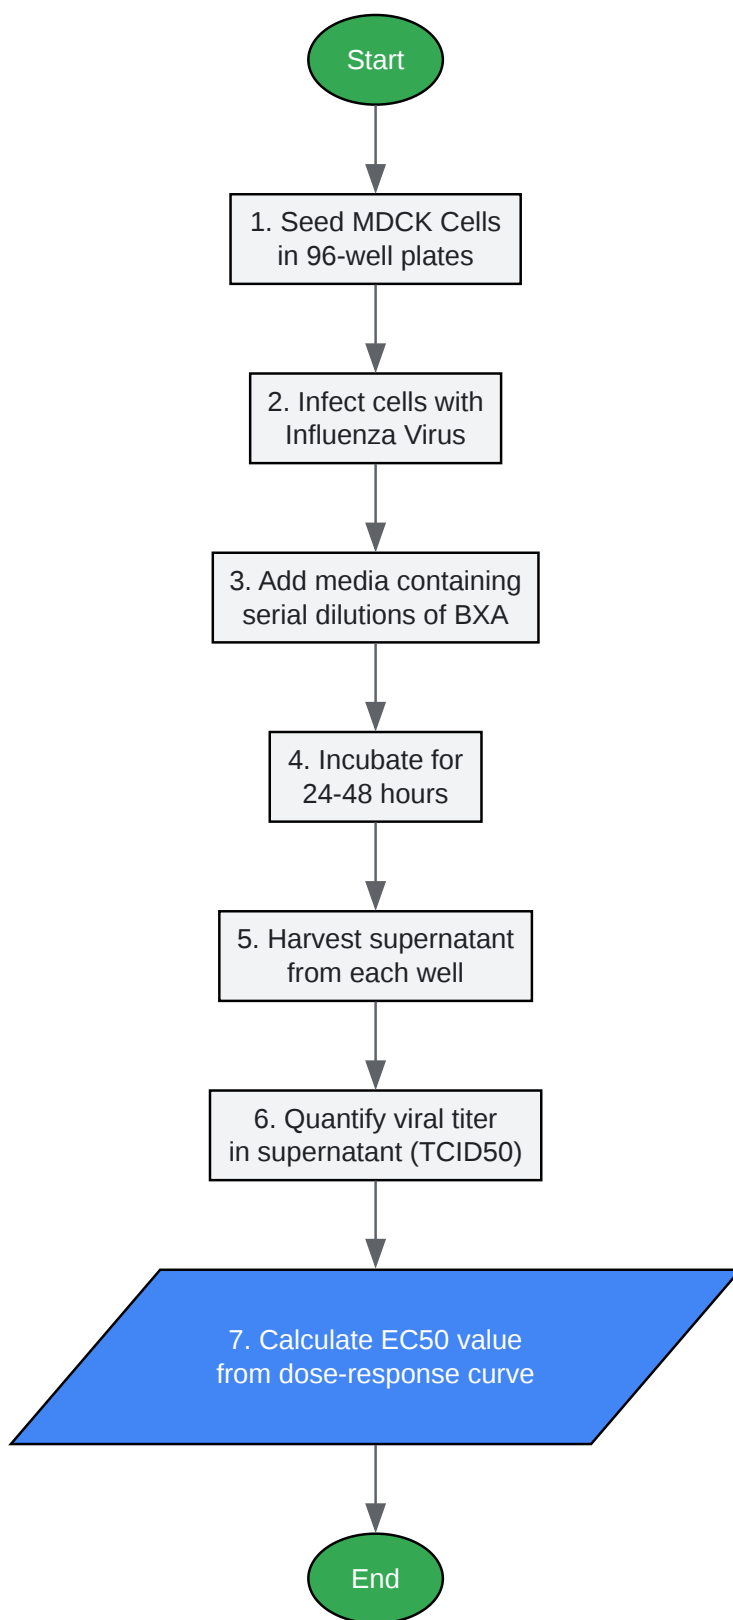 Start
1. Seed MDCK Cells
in 96-well plates
2. Infect cells with
Influenza Virus
3. Add media containing
serial dilutions of BXA
4. Incubate for
24-48 hours
5. Harvest supernatant
from each well
6. Quantify viral titer
in supernatant (TCID50)
7. Calculate EC50 value
from dose-response curve
End